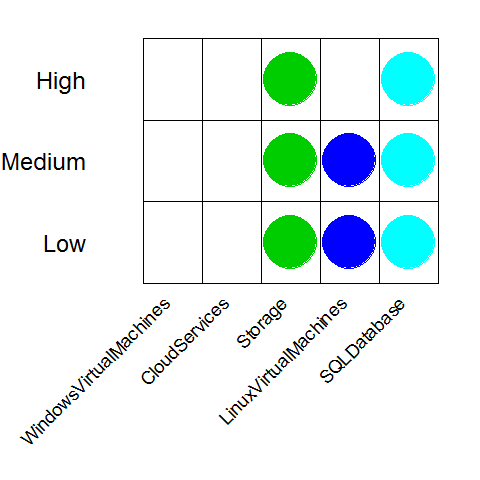 High
Medium
Low
WindowsVirtualMachines
CloudServices
Storage
LinuxVirtualMachines
SQLDatabase